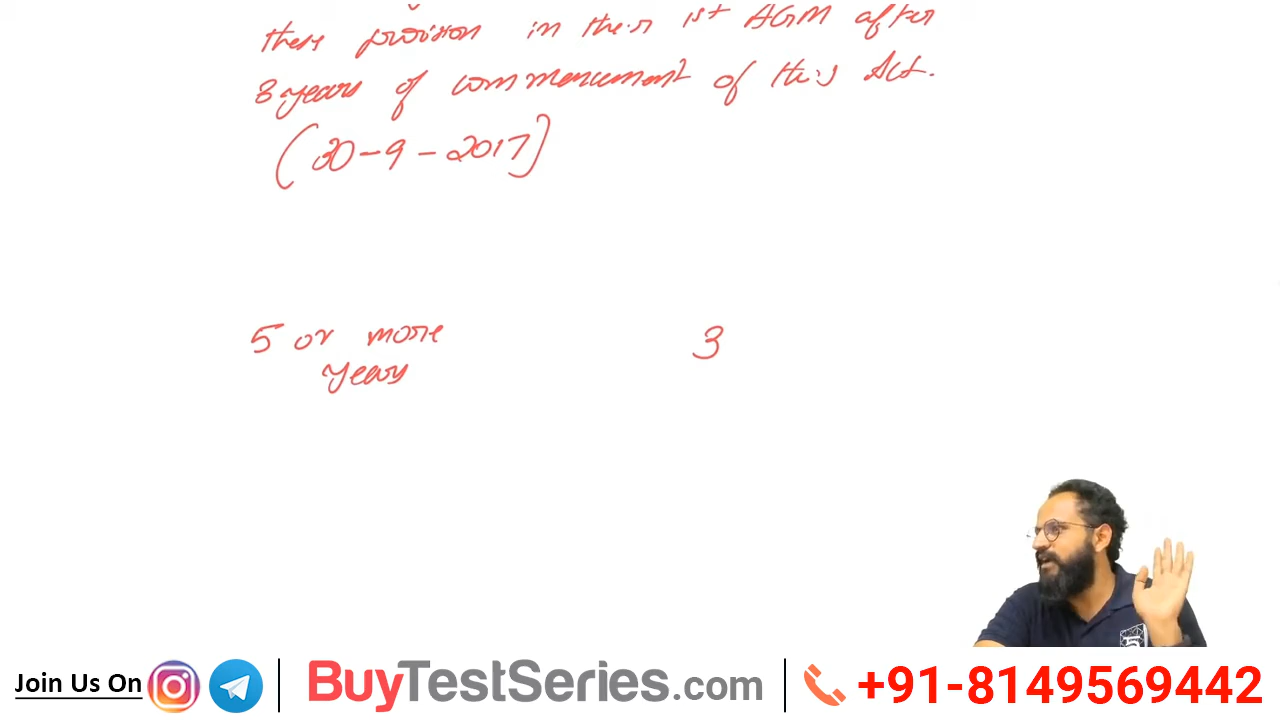 these provision in their 1st AGM after
3 years of commencement of this Act.
(30-9-2017)
5 or more 3
years
Join Us On BuyTestSeries.com +91-8149569442